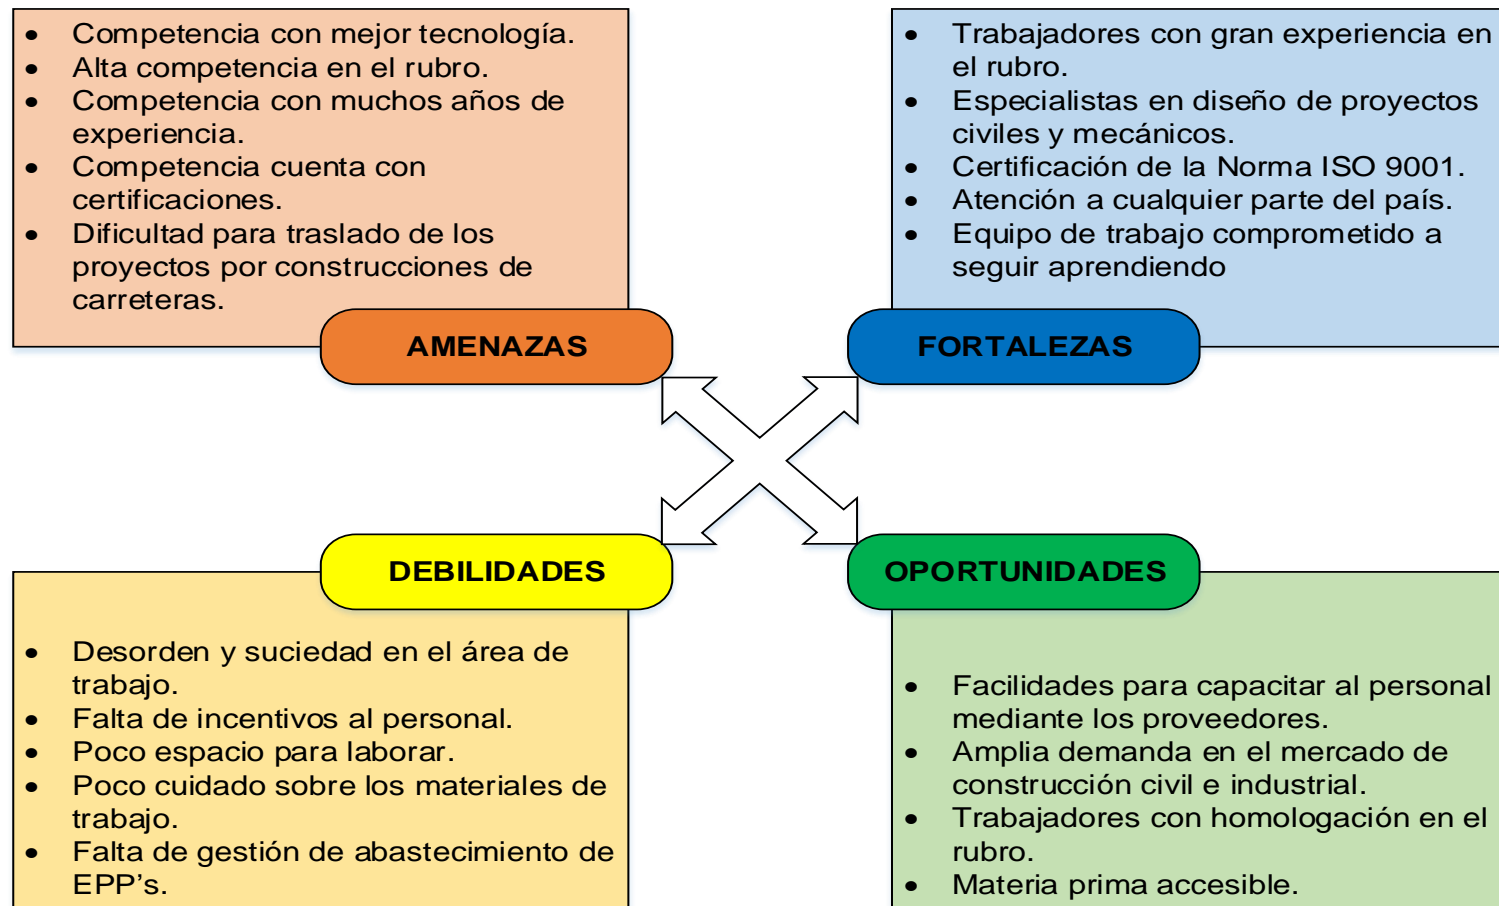 • Competencia con mejor tecnología.
• Alta competencia en el rubro.
• Competencia con muchos años de
experiencia.
• Competencia cuenta con
certificaciones.
• Dificultad para traslado de los
proyectos por construcciones de
carreteras.
AMENAZAS
• Trabajadores con gran experiencia en
el rubro.
• Especialistas en diseño de proyectos
civiles y mecánicos.
• Certificación de la Norma ISO 9001.
• Atención a cualquier parte del país.
• Equipo de trabajo comprometido a
seguir aprendiendo
FORTALEZAS
DEBILIDADES
• Desorden y suciedad en el área de
trabajo.
• Falta de incentivos al personal.
• Poco espacio para laborar.
• Poco cuidado sobre los materiales de
trabajo.
• Falta de gestión de abastecimiento de
EPP's.
OPORTUNIDADES
• Facilidades para capacitar al personal
mediante los proveedores.
• Amplia demanda en el mercado de
construcción civil e industrial.
• Trabajadores con homologación en el
rubro.
• Materia prima accesible.